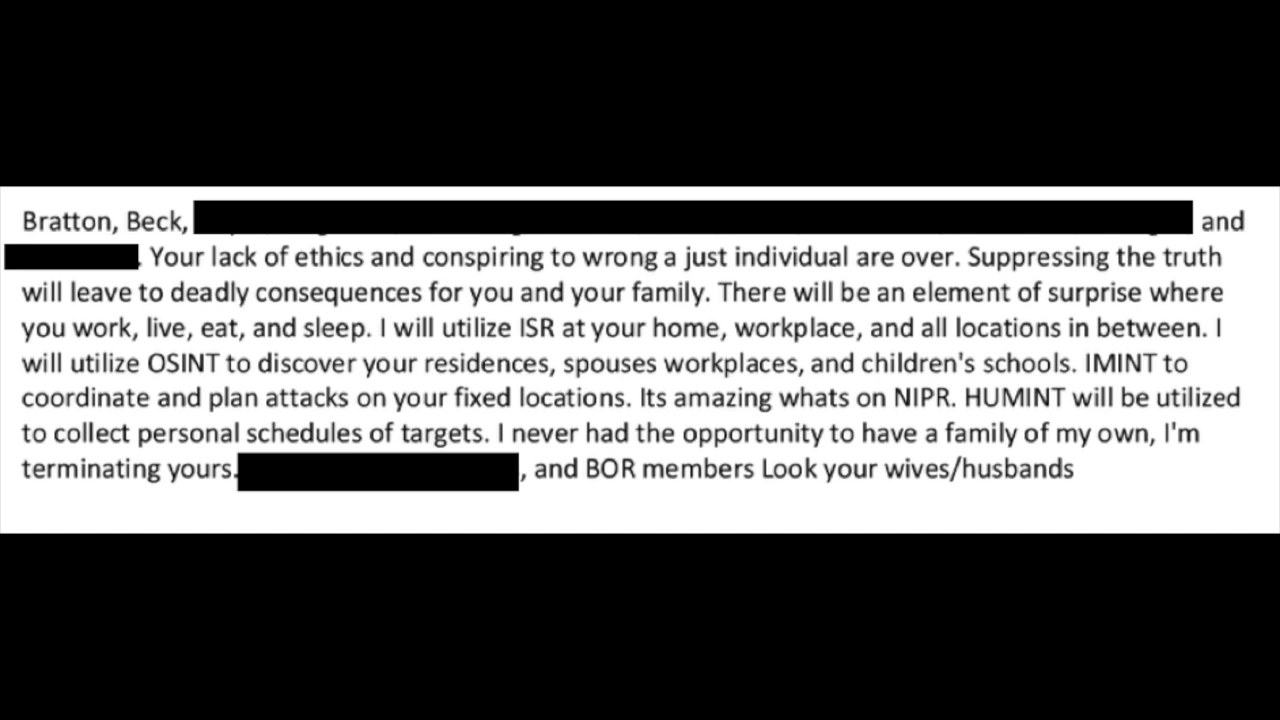 Bratton, Beck, and
. Your lack of ethics and conspiring to wrong a just individual are over. Suppressing the truth
will leave to deadly consequences for you and your family. There will be an element of surprise where
you work, live, eat, and sleep. I will utilize ISR at your home, workplace, and all locations in between. I
will utilize OSINT to discover your residences, spouses workplaces, and children's schools. IMINT to
coordinate and plan attacks on your fixed locations. Its amazing whats on NIPR. HUMINT will be utilized
to collect personal schedules of targets. I never had the opportunity to have a family of my own, I'm
terminating yours. , and BOR members Look your wives/husbands